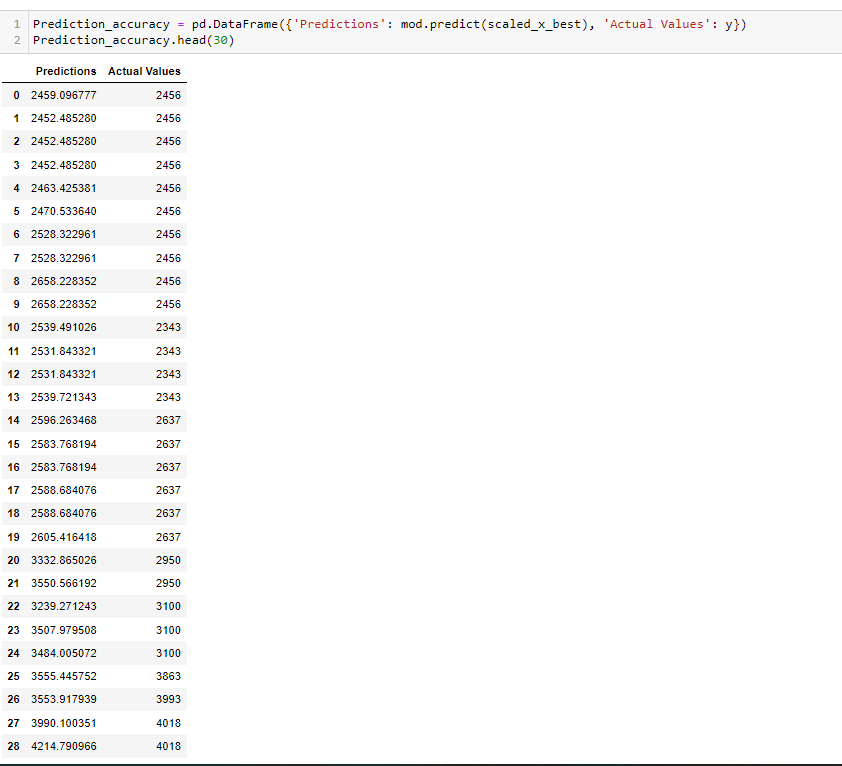 1 Prediction_accuracy = pd.DataFrame({'Predictions': mod.predict(scaled_x_best), 'Actual Values': y})
2 Prediction_accuracy.head(30)
Predictions Actual Values
0 2459.096777 2456
1 2452.485280 2456
2 2452.485280 2456
3 2452.485280 2456
4 2463.425381 2456
5 2470.533640 2456
6 2528.322961 2456
7 2528.322961 2456
8 2658.228352 2456
9 2658.228352 2456
10 2539.491026 2343
11 2531.843321 2343
12 2531.843321 2343
13 2539.721343 2343
14 2596.263468 2637
15 2583.768194 2637
16 2583.768194 2637
17 2588.684076 2637
18 2588.684076 2637
19 2605.416418 2637
20 3332.865026 2950
21 3550.566192 2950
22 3239.271243 3100
23 3507.979508 3100
24 3484.005072 3100
25 3555.445752 3863
26 3553.917939 3993
27 3990.100351 4018
28 4214.790966 4018